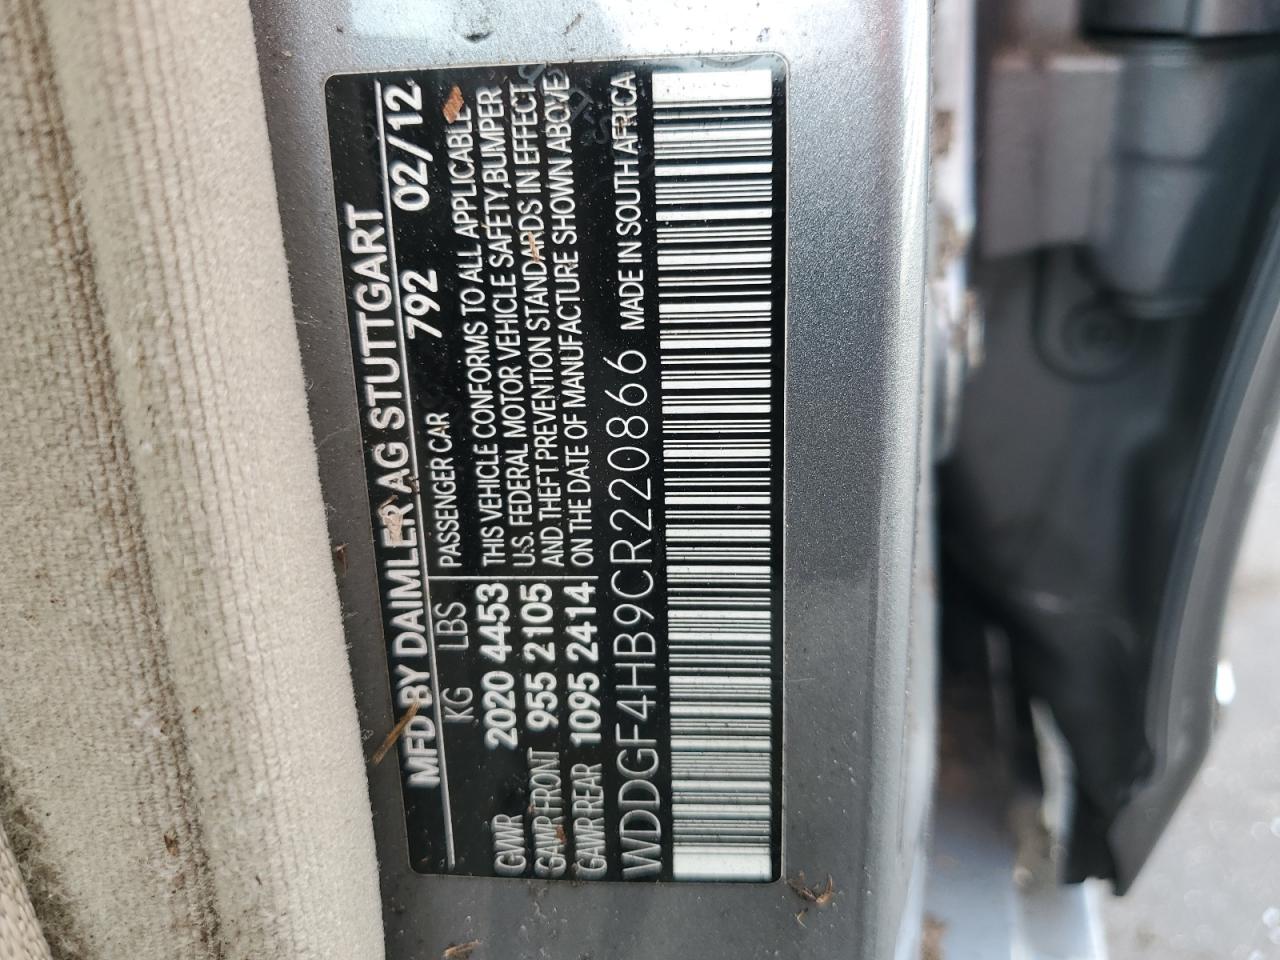 MFD BY DAIMLER AG STUTTGART
KG LBS PASSENGER CAR 792 02/12
GVWR 2020 4453 THIS VEHICLE CONFORMS TO ALL APPLICABLE
U.S. FEDERAL MOTOR VEHICLE SAFETY,BUMPER
GAWR FRONT 955 2105 AND THEFT PREVENTION STANDARDS IN EFFECT
GAWR REAR 1095 2414 ON THE DATE OF MANUFACTURE SHOWN ABOVE
WDDGF4HB9CR220866 MADE IN SOUTH AFRICA